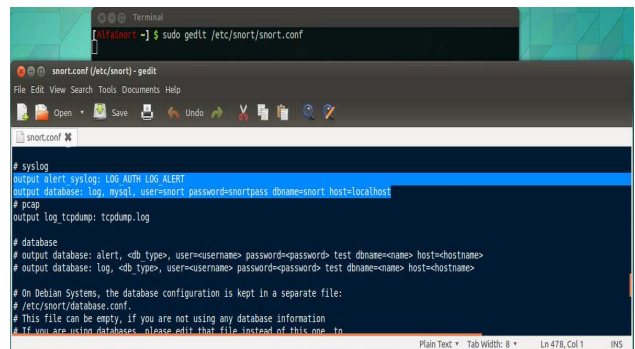 Terminal
[AlfaSnort ~] $ sudo gedit /etc/snort/snort.conf
snort.conf (/etc/snort) - gedit
File Edit View Search Tools Documents Help
Open Save Undo
snort.conf
# syslog
output alert_syslog: LOG_AUTH LOG_ALERT
output database: log, mysql, user=snort password=snortpass dbname=snort host=localhost
# pcap
output log_tcpdump: tcpdump.log
# database
# output database: alert, <db_type>, user=<username> password=<password> test dbname=<name> host=<hostname>
# output database: log, <db_type>, user=<username> password=<password> test dbname=<name> host=<hostname>
# On Debian Systems, the database configuration is kept in a separate file:
# /etc/snort/database.conf.
# This file can be empty, if you are not using any database information
# If you are using databases, please edit that file instead of this one, to
Plain Text Tab Width: 8 Ln 478, Col 1 INS